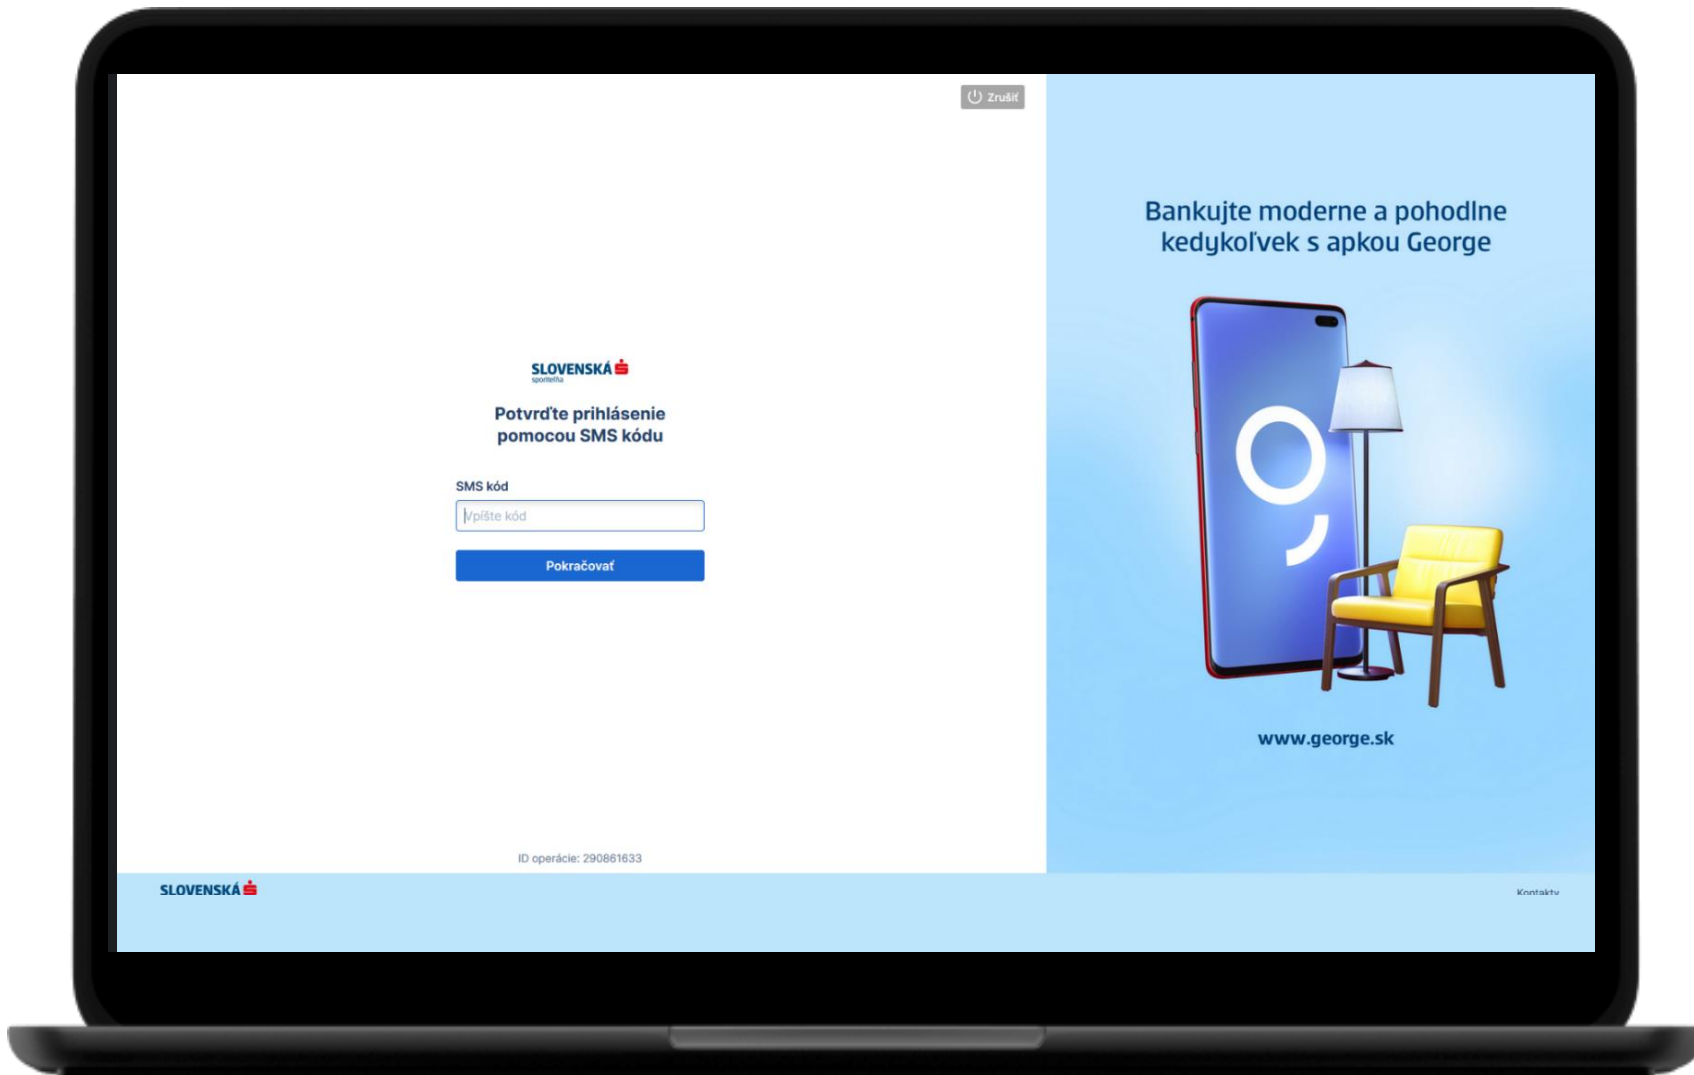 Zrušiť
SLOVENSKÁ
sporiteľňa
Potvrďte prihlásenie
pomocou SMS kódu
SMS kód
Vpíšte kód
Pokračovať
ID operácie: 290861633
Bankujte moderne a pohodlne
kedykoľvek s apkou George
www.george.sk
SLOVENSKÁ
Kontakty